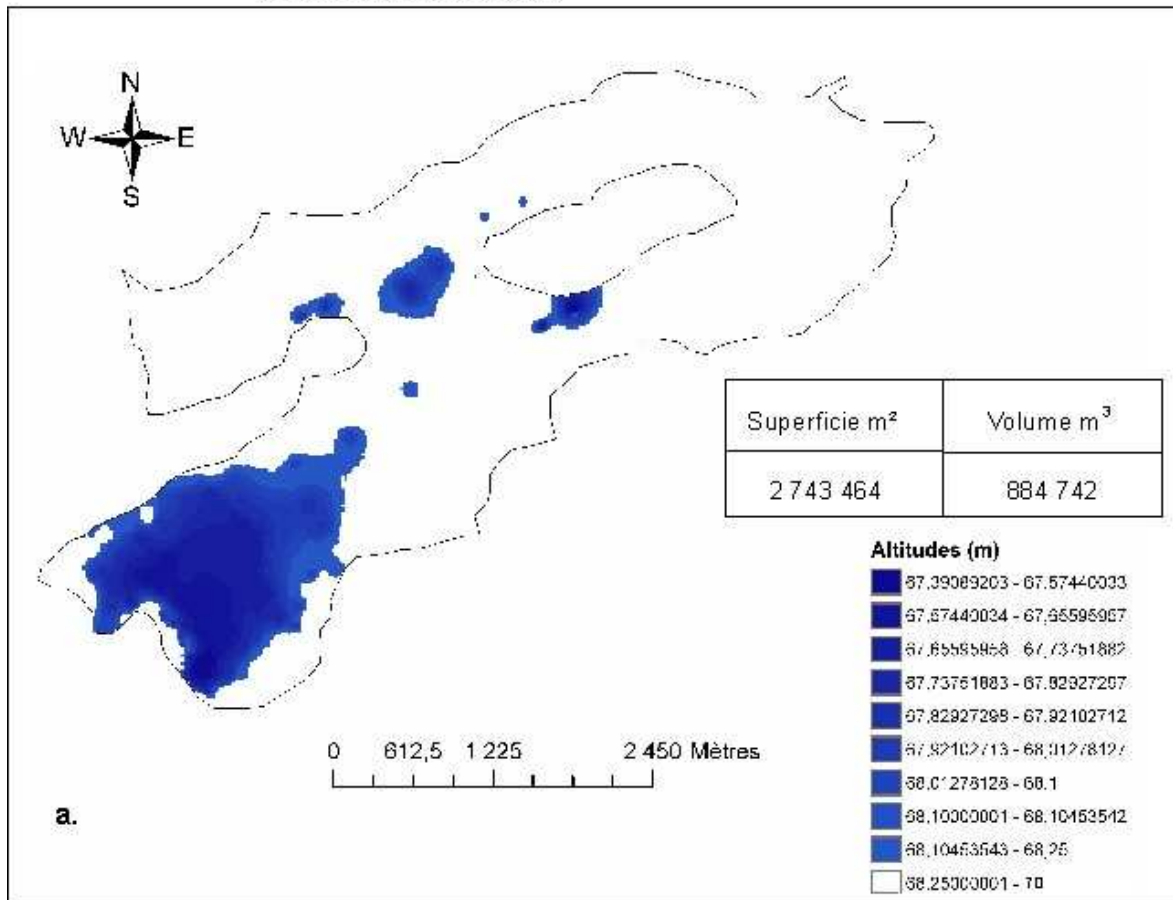 N
W E
S
Superficie m² Volume m³
2 743 464 884 742
Altitudes (m)
67,39089203 - 67,57440033
67,57440034 - 67,65595957
67,65595958 - 67,73751882
67,73751883 - 67,82927297
67,82927298 - 67,92102712
67,92102713 - 68,01278127
68,01278128 - 68,1
68,10000001 - 68,10453542
68,10453543 - 68,25
68,25000001 - 70
0 612,5 1 225 2 450 Mètres
a.